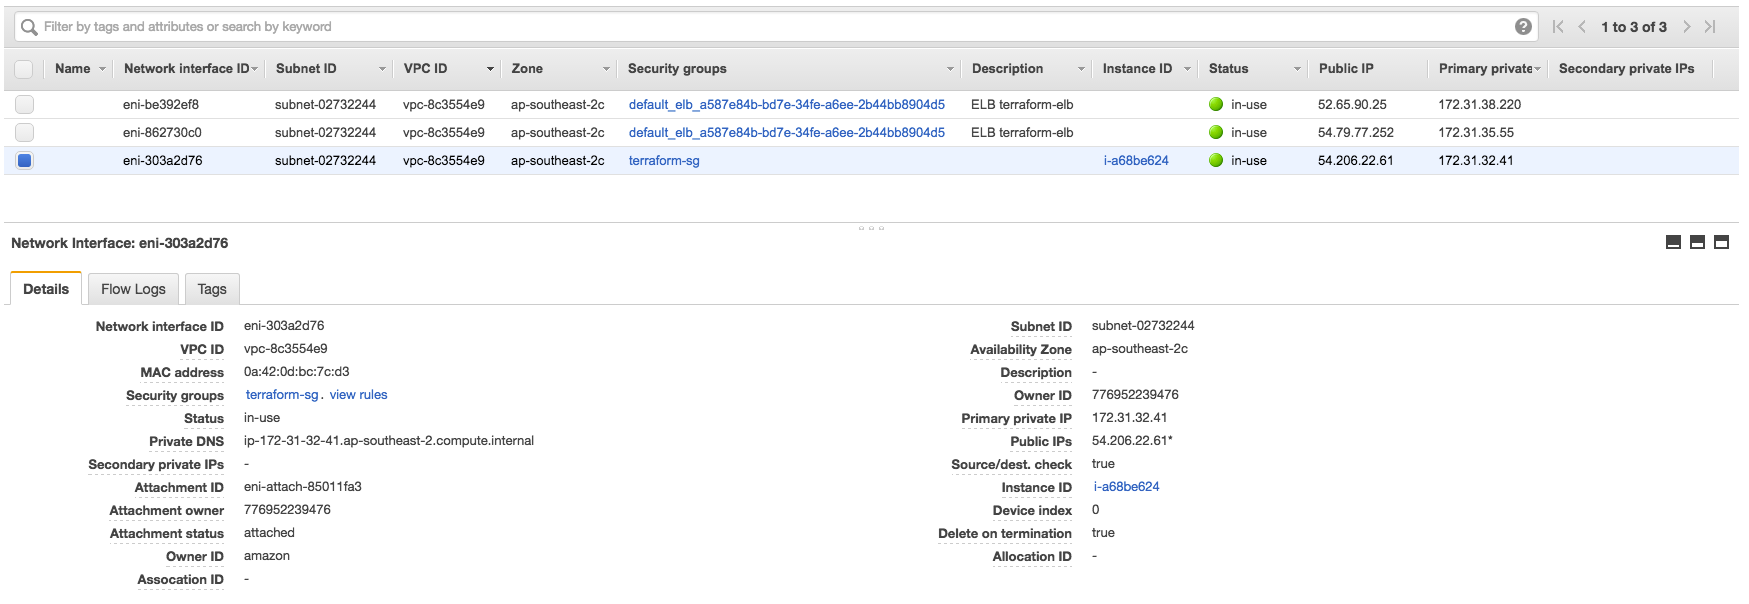 Filter by tags and attributes or search by keyword ? 1 to 3 of 3
Name Network interface ID Subnet ID VPC ID Zone Security groups Description Instance ID Status Public IP Primary private Secondary private IPs
eni-be392ef8 subnet-02732244 vpc-8c3554e9 ap-southeast-2c default_elb_a587e84b-bd7e-34fe-a6ee-2b44bb8904d5 ELB terraform-elb in-use 52.65.90.25 172.31.38.220
eni-862730c0 subnet-02732244 vpc-8c3554e9 ap-southeast-2c default_elb_a587e84b-bd7e-34fe-a6ee-2b44bb8904d5 ELB terraform-elb in-use 54.79.77.252 172.31.35.55
eni-303a2d76 subnet-02732244 vpc-8c3554e9 ap-southeast-2c terraform-sg i-a68be624 in-use 54.206.22.61 172.31.32.41
Network Interface: eni-303a2d76
Details Flow Logs Tags
Network interface ID eni-303a2d76 Subnet ID subnet-02732244
VPC ID vpc-8c3554e9 Availability Zone ap-southeast-2c
MAC address 0a:42:0d:bc:7c:d3 Description -
Security groups terraform-sg. view rules Owner ID 776952239476
Status in-use Primary private IP 172.31.32.41
Private DNS ip-172-31-32-41.ap-southeast-2.compute.internal Public IPs 54.206.22.61*
Secondary private IPs - Source/dest. check true
Attachment ID eni-attach-85011fa3 Instance ID i-a68be624
Attachment owner 776952239476 Device index 0
Attachment status attached Delete on termination true
Owner ID amazon Allocation ID -
Assocation ID -